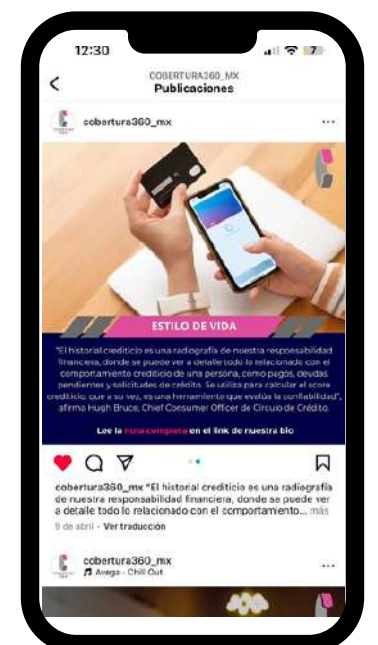 12:30
7
COBERTURA360_MX
Publicaciones
cobertura360_mx
ESTILO DE VIDA
"El historial crediticio es una radiografía de nuestra responsabilidad
financiera, donde se puede ver a detalle todo lo relacionado con el
comportamiento crediticio de una persona, como pagos, deudas
pendientes y solicitudes de crédito. Se utiliza para calcular el score
crediticio, que a su vez, es una herramienta que evalúa la confiabilidad",
afirma Hugh Bruce, Chief Consumer Officer de Círculo de Crédito.
Lee la nota completa en el link de nuestra bio
cobertura360_mx "El historial crediticio es una radiografía
de nuestra responsabilidad financiera, donde se puede ver
a detalle todo lo relacionado con el comportamiento... más
9 de abril · Ver traducción
cobertura360_mx
Avega · Chill Out